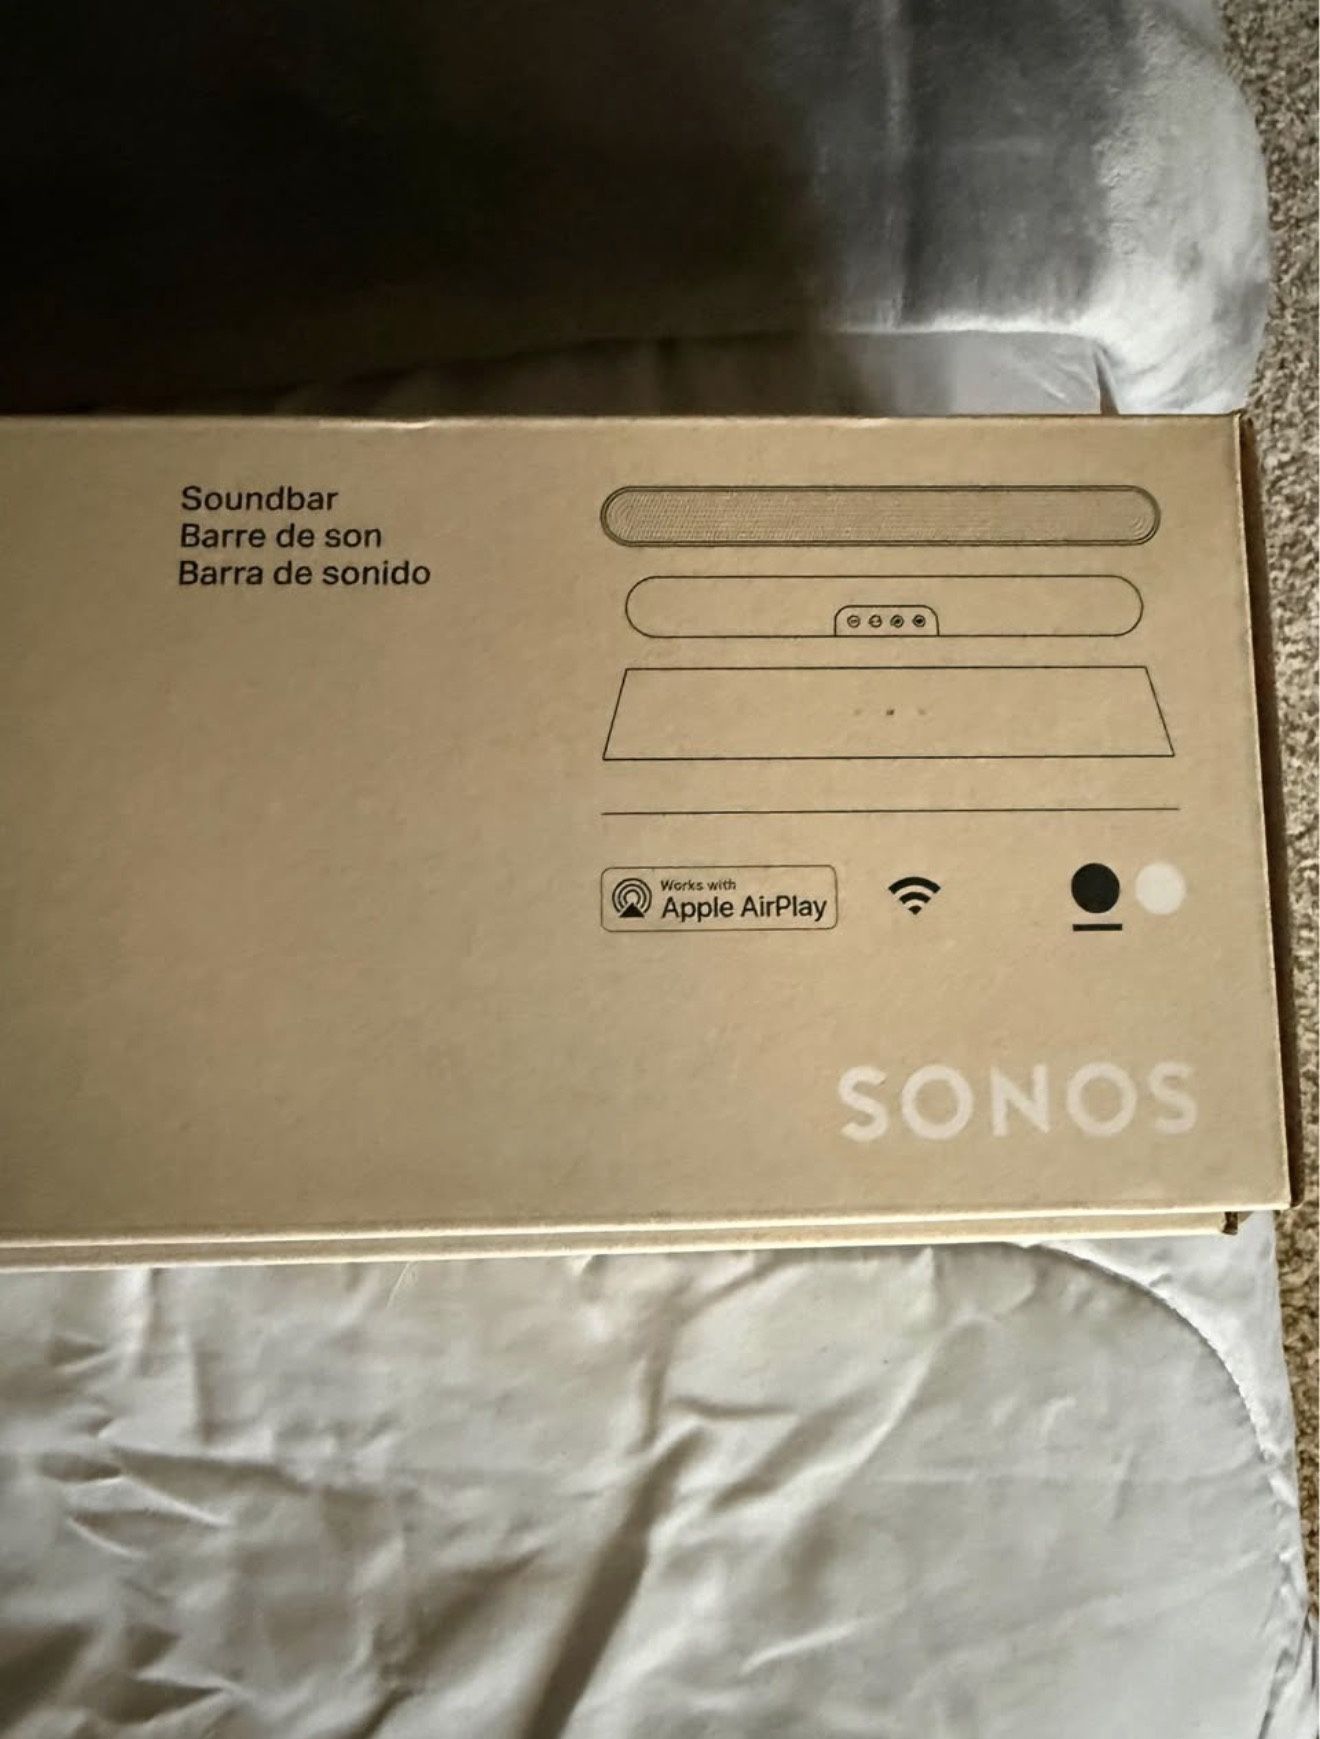 Soundbar
Barre de son
Barra de sonido
Works with
Apple AirPlay
SONOS